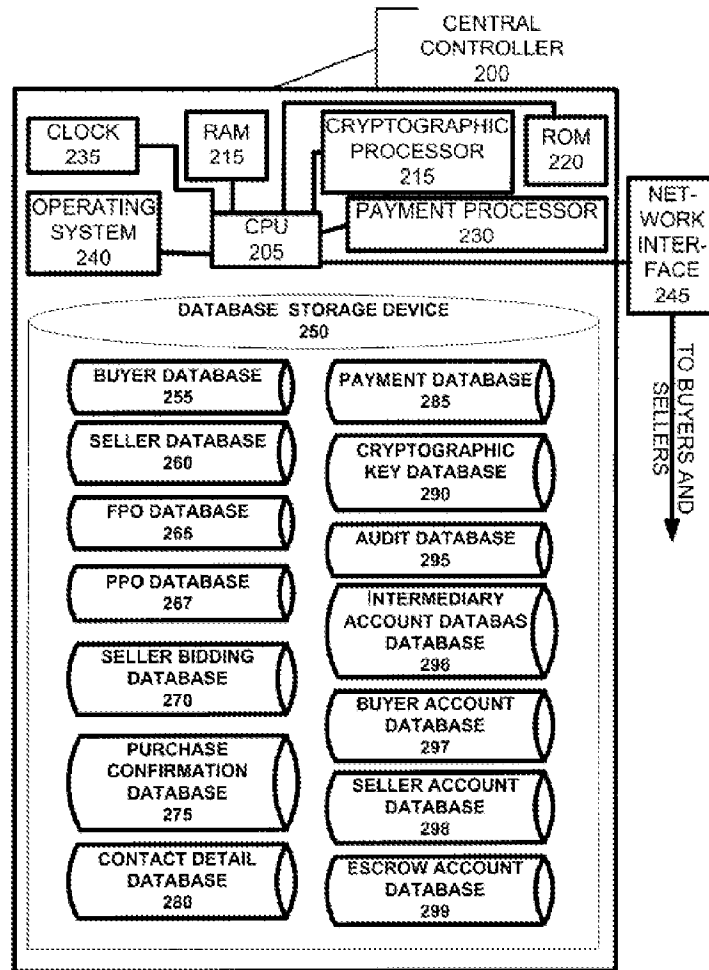 CENTRAL
CONTROLLER
200
CLOCK
235
RAM
215
CRYPTOGRAPHIC
PROCESSOR
215
ROM
220
OPERATING
SYSTEM
240
CPU
205
PAYMENT PROCESSOR
230
NET-
WORK
INTER-
FACE
245
TO BUYERS AND
SELLERS
DATABASE STORAGE DEVICE
250
BUYER DATABASE
255
SELLER DATABASE
260
FPO DATABASE
265
PPO DATABASE
267
SELLER BIDDING
DATABASE
270
PURCHASE
CONFIRMATION
DATABASE
275
CONTACT DETAIL
DATABASE
280
PAYMENT DATABASE
285
CRYPTOGRAPHIC
KEY DATABASE
290
AUDIT DATABASE
295
INTERMEDIARY
ACCOUNT DATABAS
DATABASE
296
BUYER ACCOUNT
DATABASE
297
SELLER ACCOUNT
DATABASE
298
ESCROW ACCOUNT
DATABASE
299